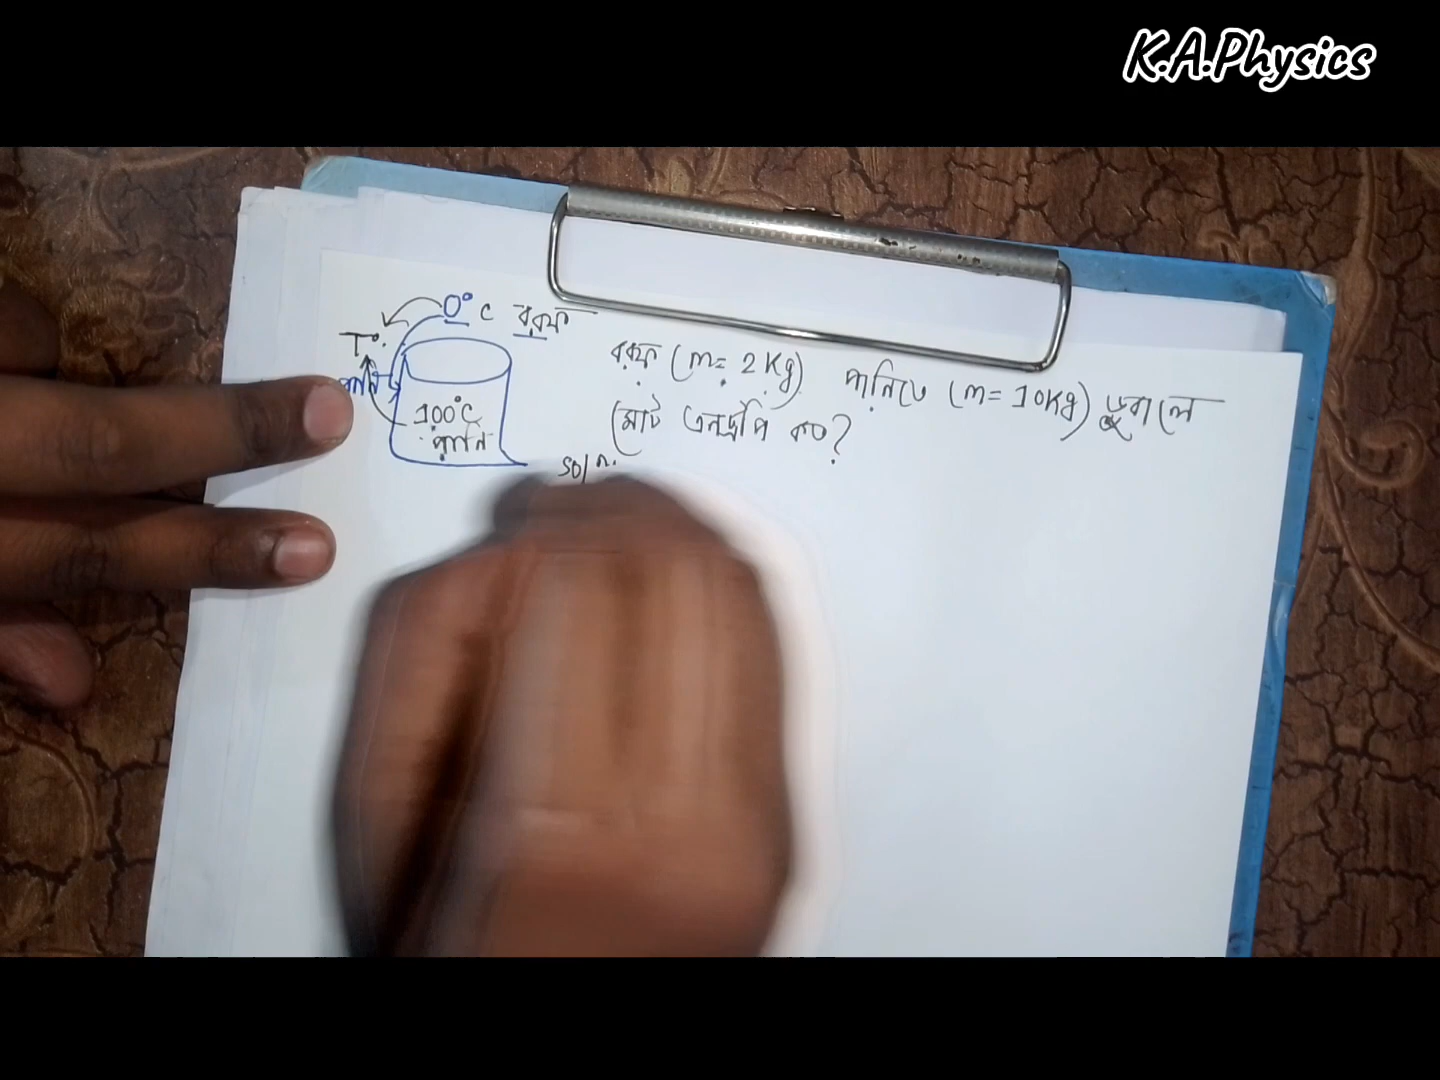 K.A.Physics
0° C বরফ
T°.
পানি
100°C
পানি
বরফ (m= 2 Kg) পানিতে (m= 10Kg) ডুবালে
মোট এনট্রপি কত?
Soln.